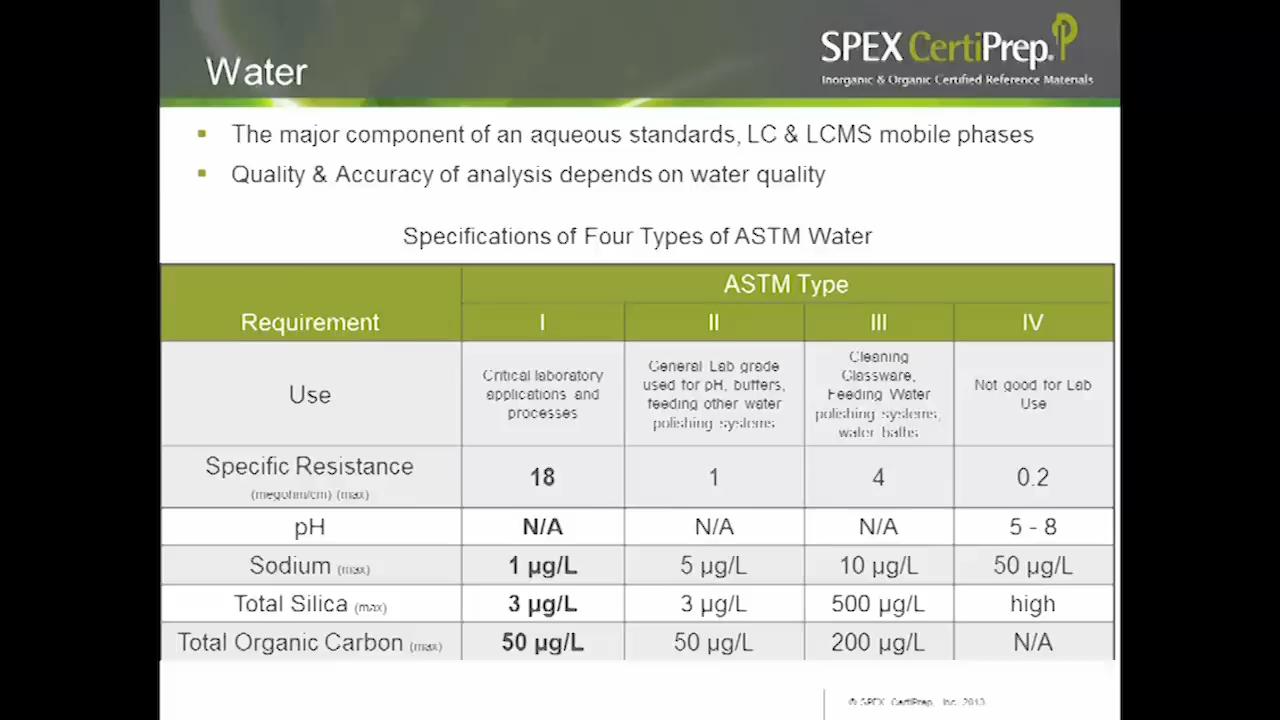 SPEX CertiPrep.
Inorganic & Organic Certified Reference Materials
Water
The major component of an aqueous standards, LC & LCMS mobile phases
Quality & Accuracy of analysis depends on water quality
Specifications of Four Types of ASTM Water
ASTM Type
Requirement I II III IV
Use
Critical laboratory
applications and
processes
General Lab grade
used for pH, buffers,
feeding other water
polishing systems
Cleaning
Glassware,
Feeding Water
polishing systems,
water baths
Not good for Lab
Use
Specific Resistance
(megohm/cm) (max)
18 1 4 0.2
pH N/A N/A N/A 5 - 8
Sodium (max) 1 µg/L 5 µg/L 10 µg/L 50 µg/L
Total Silica (max) 3 µg/L 3 µg/L 500 µg/L high
Total Organic Carbon (max) 50 µg/L 50 µg/L 200 µg/L N/A
© SPEX CertiPrep, Inc.